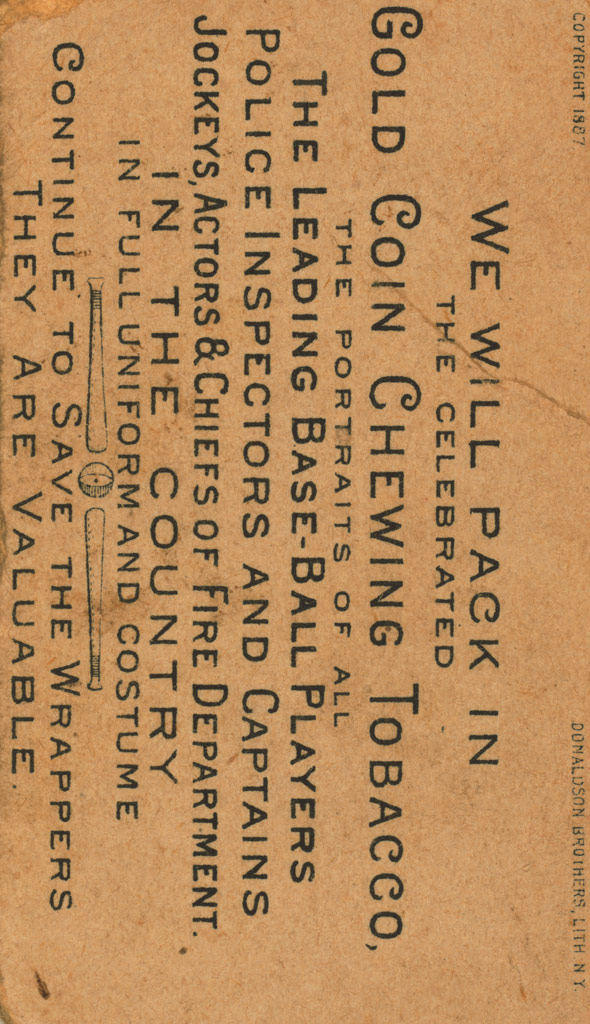 COPYRIGHT 1887
DONALDSON BROTHERS, LITH N.Y.
WE WILL PACK IN
THE CELEBRATED
GOLD COIN CHEWING TOBACCO,
THE PORTRAITS OF ALL
THE LEADING BASE-BALL PLAYERS
POLICE INSPECTORS AND CAPTAINS
JOCKEYS, ACTORS & CHIEFS OF FIRE DEPARTMENT.
IN THE COUNTRY
IN FULL UNIFORM AND COSTUME
CONTINUE TO SAVE THE WRAPPERS
THEY ARE VALUABLE.